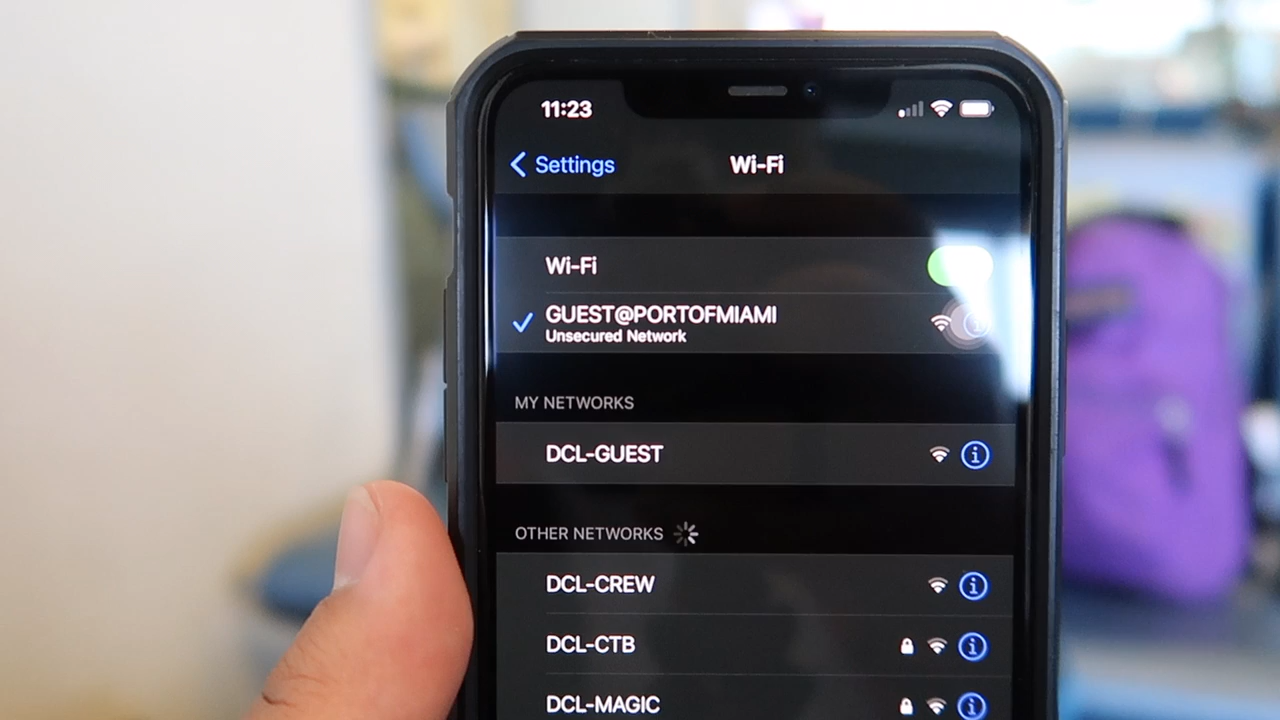 11:23
Settings
Wi-Fi
Wi-Fi
GUEST@PORTOFMIAMI
Unsecured Network
MY NETWORKS
DCL-GUEST
OTHER NETWORKS
DCL-CREW
DCL-CTB
DCL-MAGIC